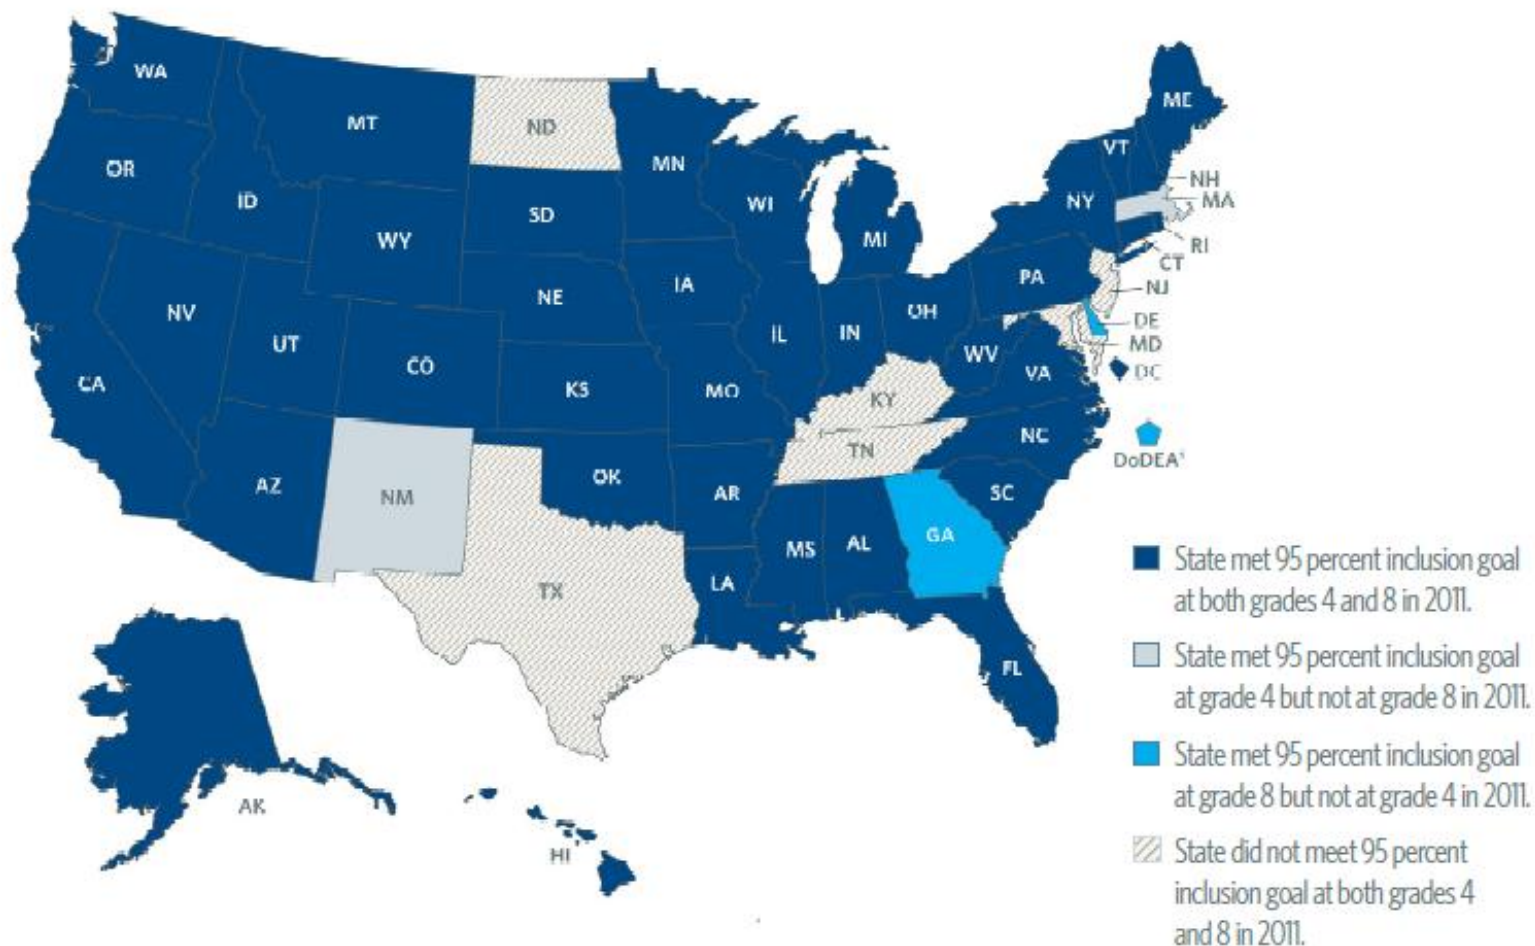 WA
MT
ND
ME
VT
OR
MN
NH
ID
NY
MA
SD
WI
WY
MI
RI
CT
IA
PA
NJ
NE
NV
OH
DE
UT
IL
IN
MD
WV
CO
VA
DC
CA
KS
MO
KY
NC
TN
DoDEA¹
OK
AZ
NM
AR
SC
GA
MS
AL
LA
TX
FL
AK
HI
State met 95 percent inclusion goal
at both grades 4 and 8 in 2011.
State met 95 percent inclusion goal
at grade 4 but not at grade 8 in 2011.
State met 95 percent inclusion goal
at grade 8 but not at grade 4 in 2011.
State did not meet 95 percent
inclusion goal at both grades 4
and 8 in 2011.